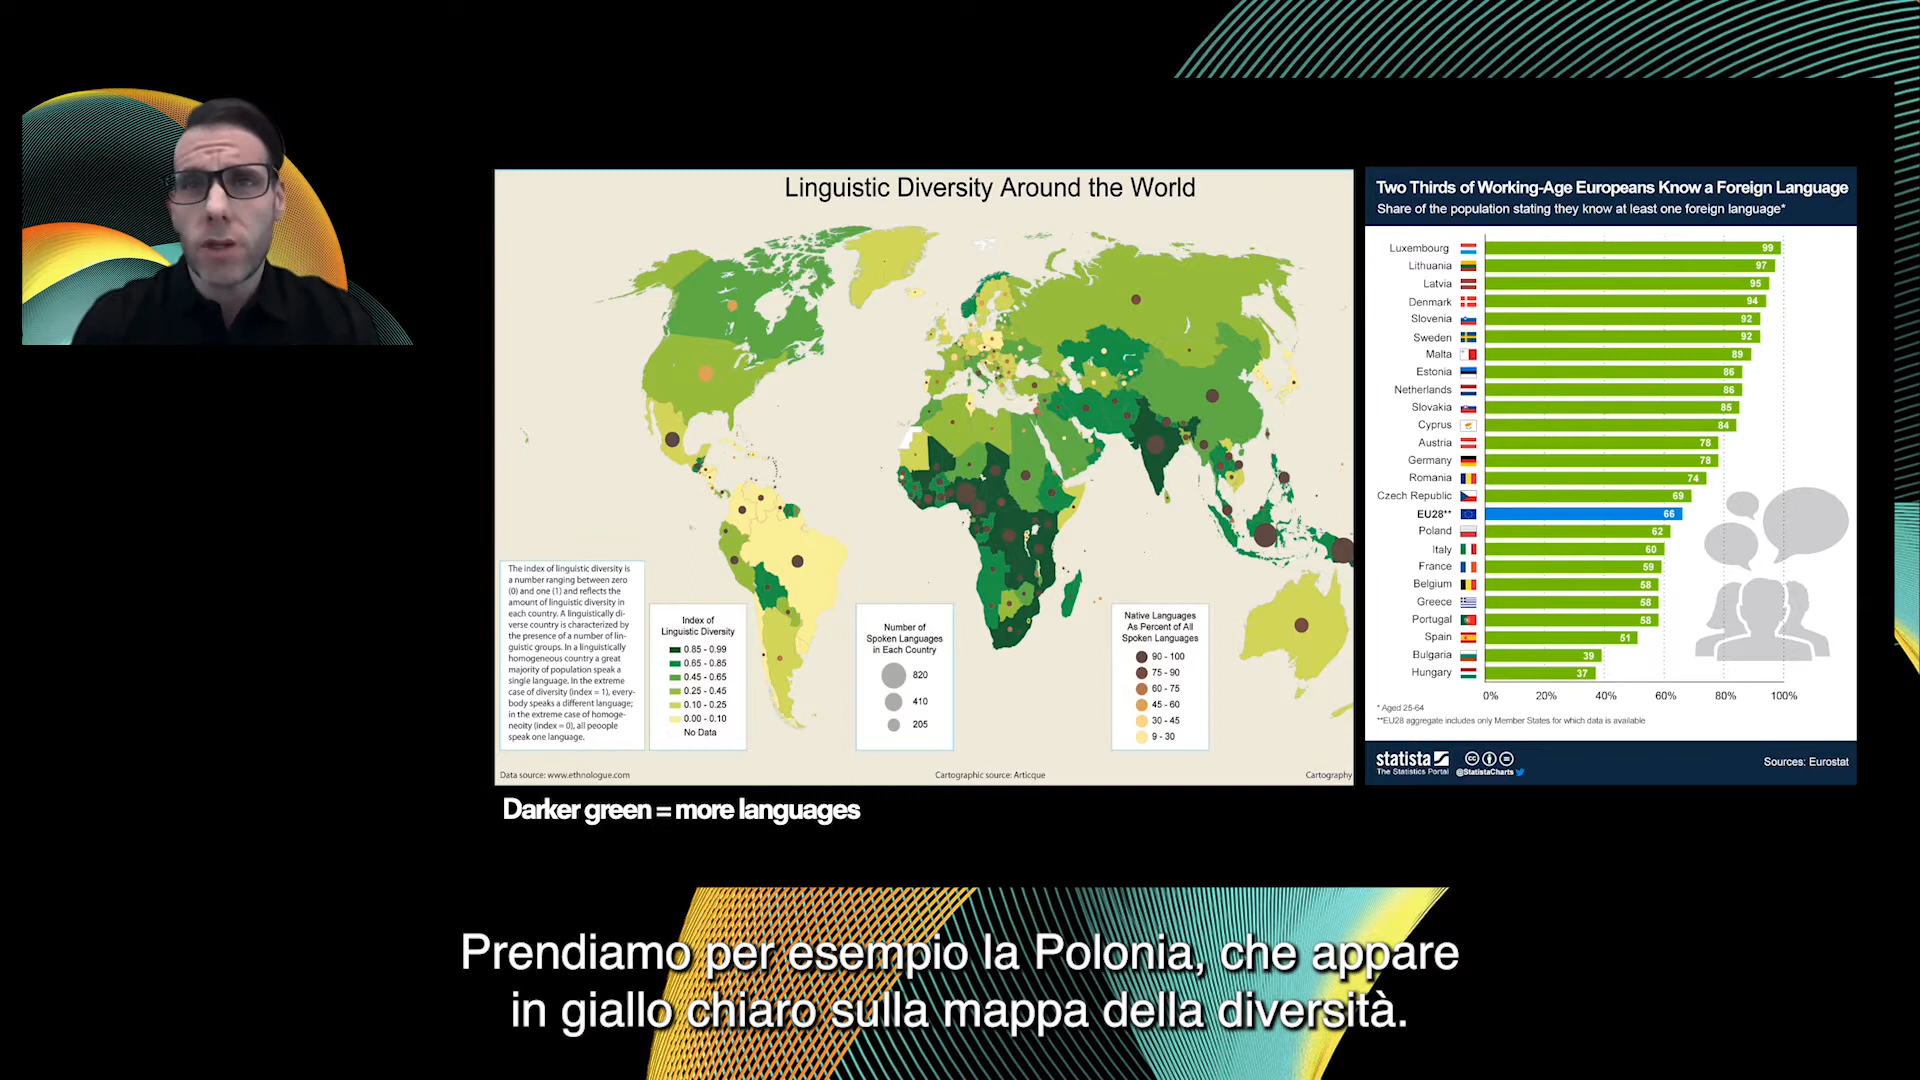 Linguistic Diversity Around the World
The index of linguistic diversity is
a number ranging between zero
(0) and one (1) and reflects the
amount of linguistic diversity in
each country. A linguistically di-
verse country is characterized by
the presence of a number of lin-
guistic groups. In a linguistically
homogeneous country a great
majority of population speak a
single language. In the extreme
case of diversity (index = 1), every-
body speaks a different language;
in the extreme case of homoge-
neity (index = 0), all peoople
speak one language.
Index of
Linguistic Diversity
0.85 - 0.99
0.65 - 0.85
0.45 - 0.65
0.25 - 0.45
0.10 - 0.25
0.00 - 0.10
No Data
Number of
Spoken Languages
in Each Country
820
410
205
Native Languages
As Percent of All
Spoken Languages
90 - 100
75 - 90
60 - 75
45 - 60
30 - 45
9 - 30
Data source: www.ethnologue.com
Cartographic source: Articque
Cartography
Darker green = more languages
Two Thirds of Working-Age Europeans Know a Foreign Language
Share of the population stating they know at least one foreign language*
Luxembourg 99
Lithuania 97
Latvia 95
Denmark 94
Slovenia 92
Sweden 92
Malta 89
Estonia 86
Netherlands 86
Slovakia 85
Cyprus 84
Austria 78
Germany 78
Romania 74
Czech Republic 69
EU28** 66
Poland 62
Italy 60
France 59
Belgium 58
Greece 58
Portugal 58
Spain 51
Bulgaria 39
Hungary 37
0% 20% 40% 60% 80% 100%
* Aged 25-64
**EU28 aggregate includes only Member States for which data is available
statista
The Statistics Portal
@StatistaCharts
Sources: Eurostat
Prendiamo per esempio la Polonia, che appare
in giallo chiaro sulla mappa della diversità.